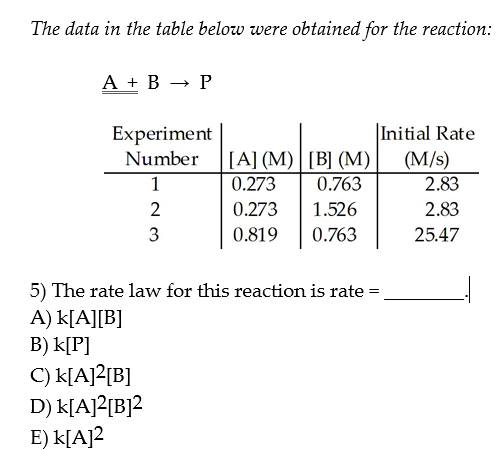 The data in the table below were obtained for the reaction:
A + B → P
Experiment Number [A] (M) [B] (M) Initial Rate (M/s)
1 0.273 0.763 2.83
2 0.273 1.526 2.83
3 0.819 0.763 25.47
5) The rate law for this reaction is rate = ________.
A) k[A][B]
B) k[P]
C) k[A]2[B]
D) k[A]2[B]2
E) k[A]2